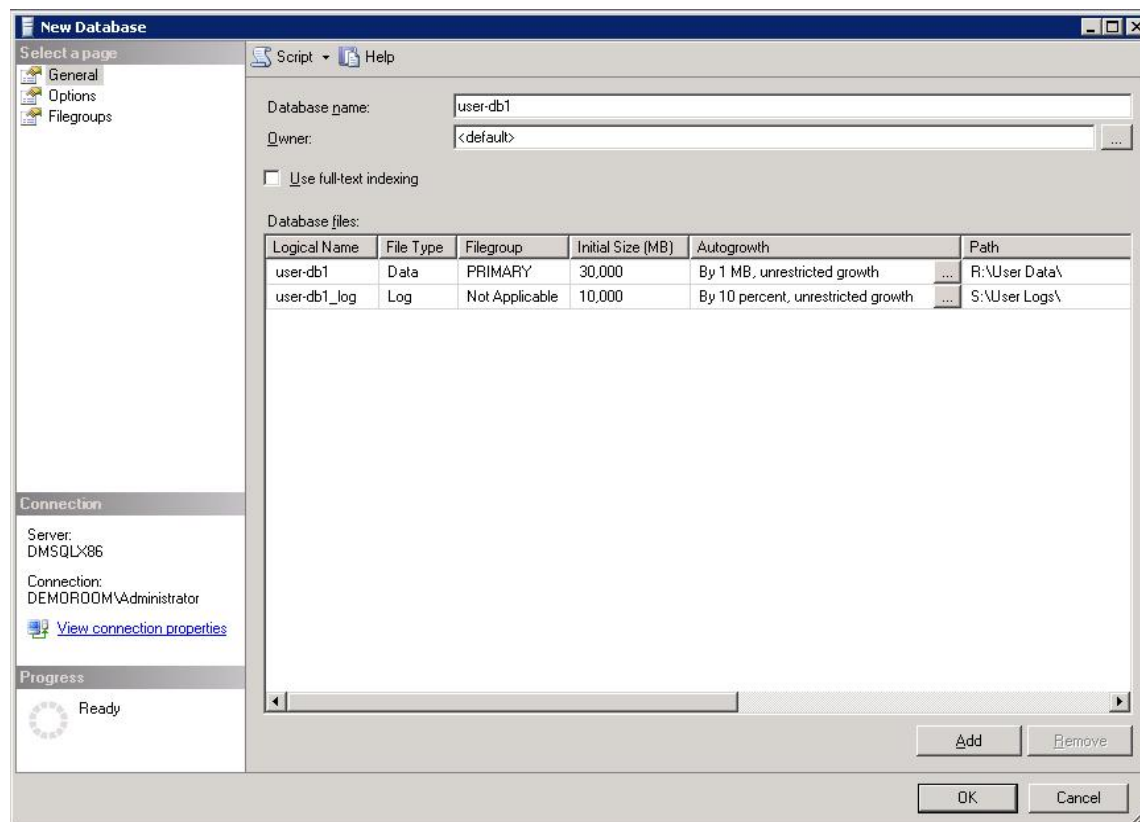 New Database
Select a page
General
Options
Filegroups
Script Help
Database name: user-db1
Owner: <default> ...
Use full-text indexing
Database files:
Logical Name File Type Filegroup Initial Size (MB) Autogrowth Path
user-db1 Data PRIMARY 30,000 By 1 MB, unrestricted growth ... R:\User Data\
user-db1_log Log Not Applicable 10,000 By 10 percent, unrestricted growth ... S:\User Logs\
Connection
Server:
DMSQLX86
Connection:
DEMOROOM\Administrator
View connection properties
Progress
Ready
Add Remove
OK Cancel